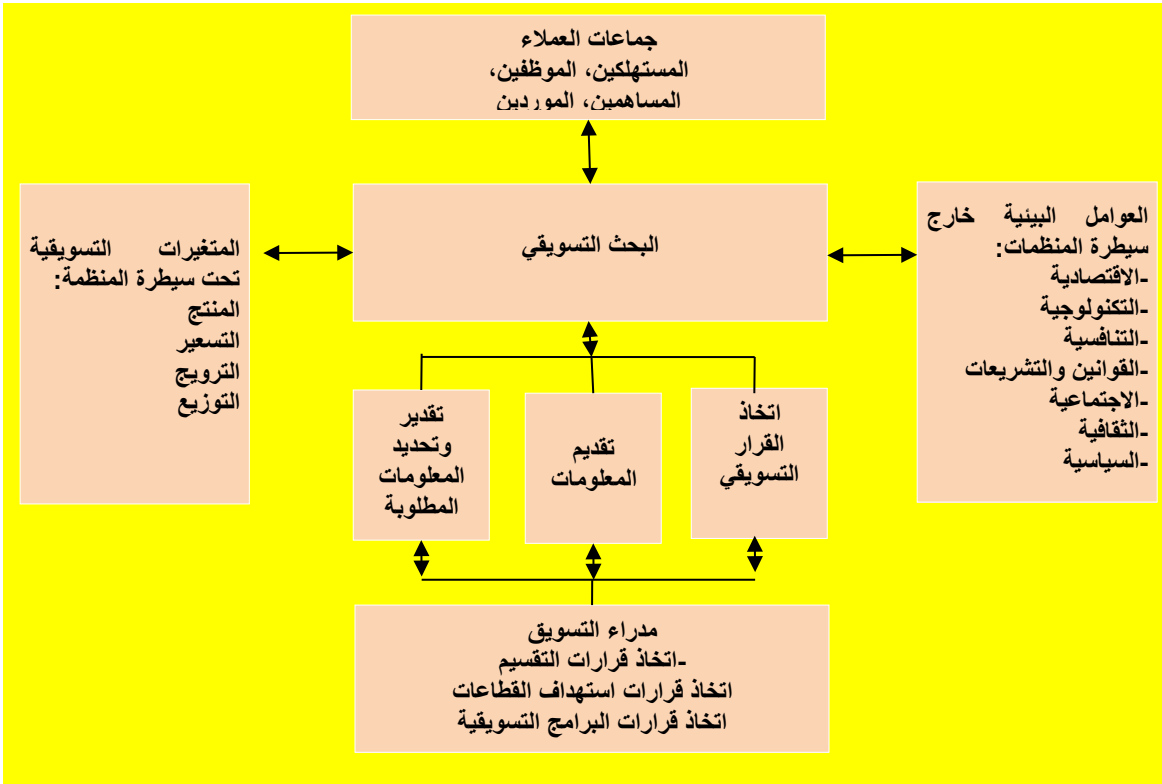 جماعات العملاء
المستهلكين، الموظفين،
المساهمين، الموردين
العوامل البيئية خارج
سيطرة المنظمات:
-الاقتصادية
-التكنولوجية
-التنافسية
-القوانين والتشريعات
-الاجتماعية
-الثقافية
-السياسية
البحث التسويقي
المتغيرات التسويقية
تحت سيطرة المنظمة:
المنتج
التسعير
الترويج
التوزيع
اتخاذ
القرار
التسويقي
تقديم
المعلومات
تقدير
وتحديد
المعلومات
المطلوبة
مدراء التسويق
-اتخاذ قرارات التقسيم
اتخاذ قرارات استهداف القطاعات
اتخاذ قرارات البرامج التسويقية